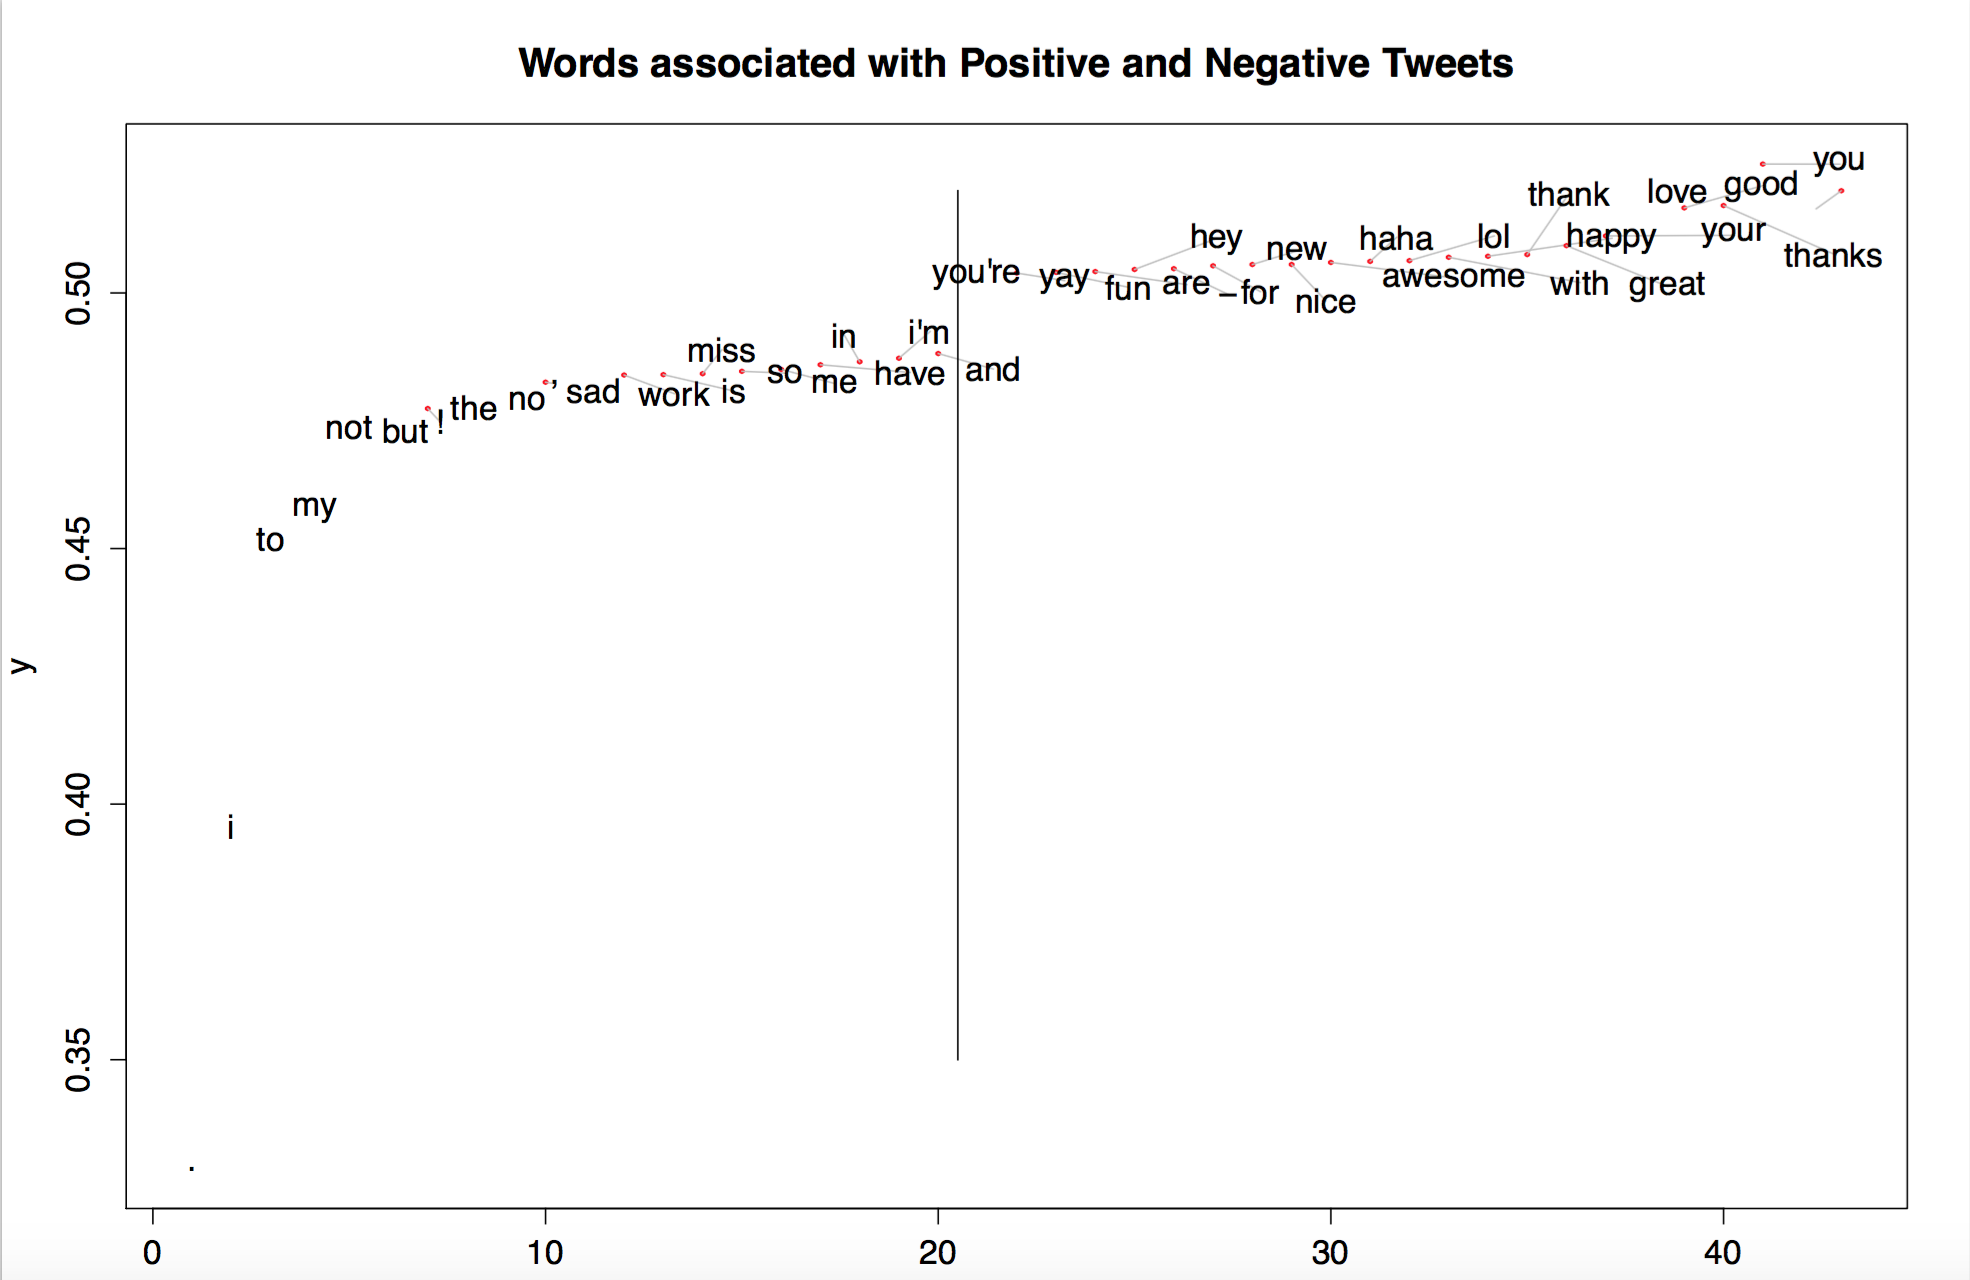 Words associated with Positive and Negative Tweets
you
good
love
thank
your
thanks
happy
lol
haha
hey
new
you're
yay
fun
are
–
for
nice
awesome
with
great
i'm
in
miss
and
have
me
so
is
work
sad
’
no
the
!
but
not
my
to
i
.
y
0.50
0.45
0.40
0.35
0
10
20
30
40